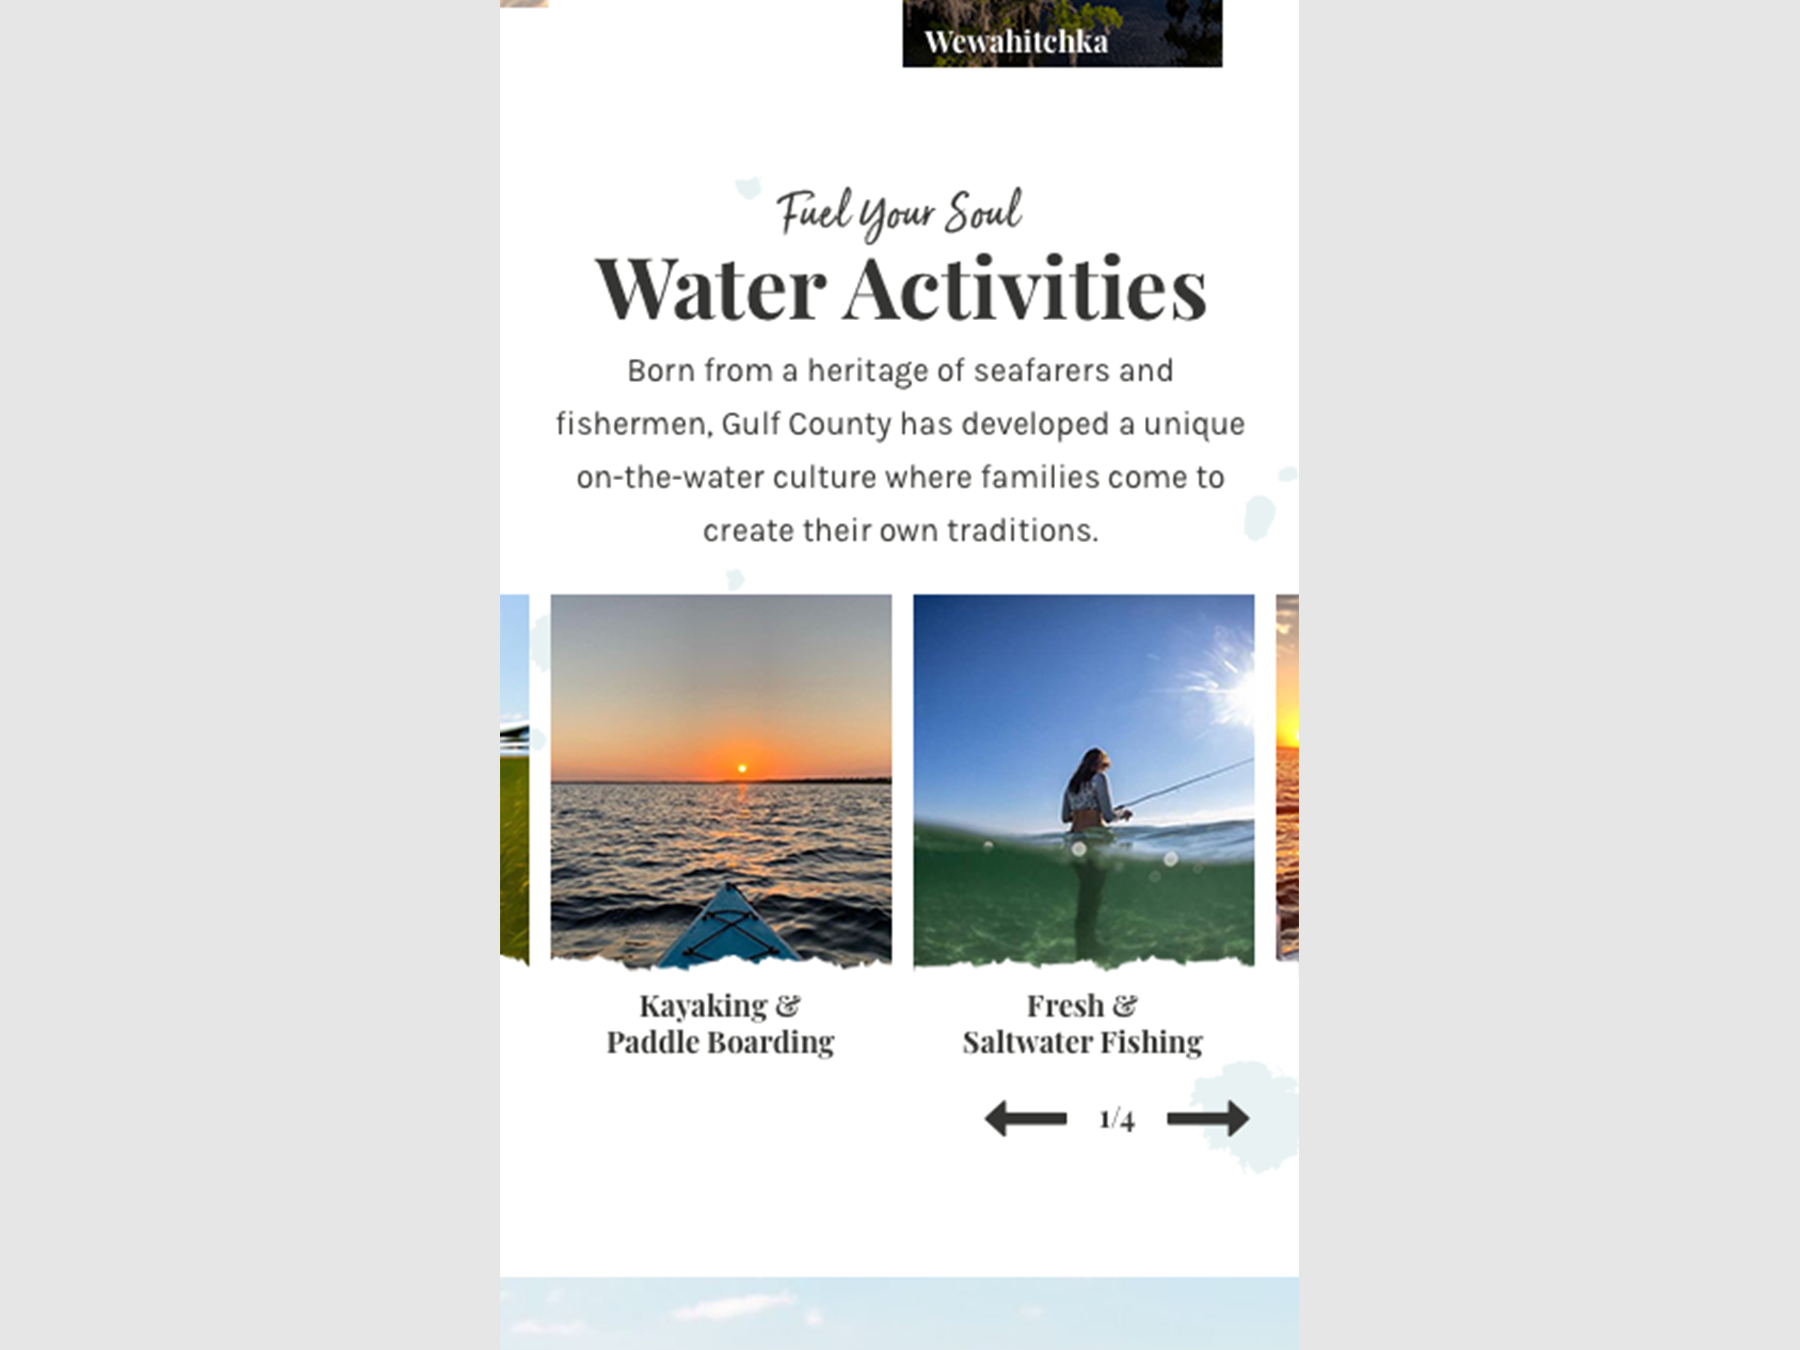 Wewahitchka
Fuel Your Soul
Water Activities
Born from a heritage of seafarers and
fishermen, Gulf County has developed a unique
on-the-water culture where families come to
create their own traditions.
Kayaking &
Paddle Boarding
Fresh &
Saltwater Fishing
1/4